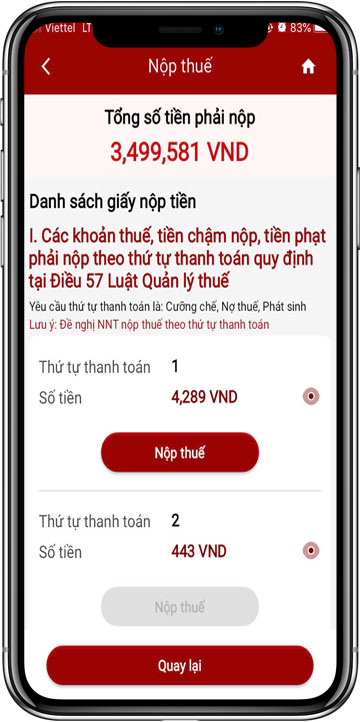 Viettel LT 83%
Nộp thuế
Tổng số tiền phải nộp
3,499,581 VND
Danh sách giấy nộp tiền
I. Các khoản thuế, tiền chậm nộp, tiền phạt
phải nộp theo thứ tự thanh toán quy định
tại Điều 57 Luật Quản lý thuế
Yêu cầu thứ tự thanh toán là: Cưỡng chế, Nợ thuế, Phát sinh
Lưu ý: Đề nghị NNT nộp thuế theo thứ tự thanh toán
Thứ tự thanh toán 1
Số tiền 4,289 VND
Nộp thuế
Thứ tự thanh toán 2
Số tiền 443 VND
Nộp thuế
Quay lại